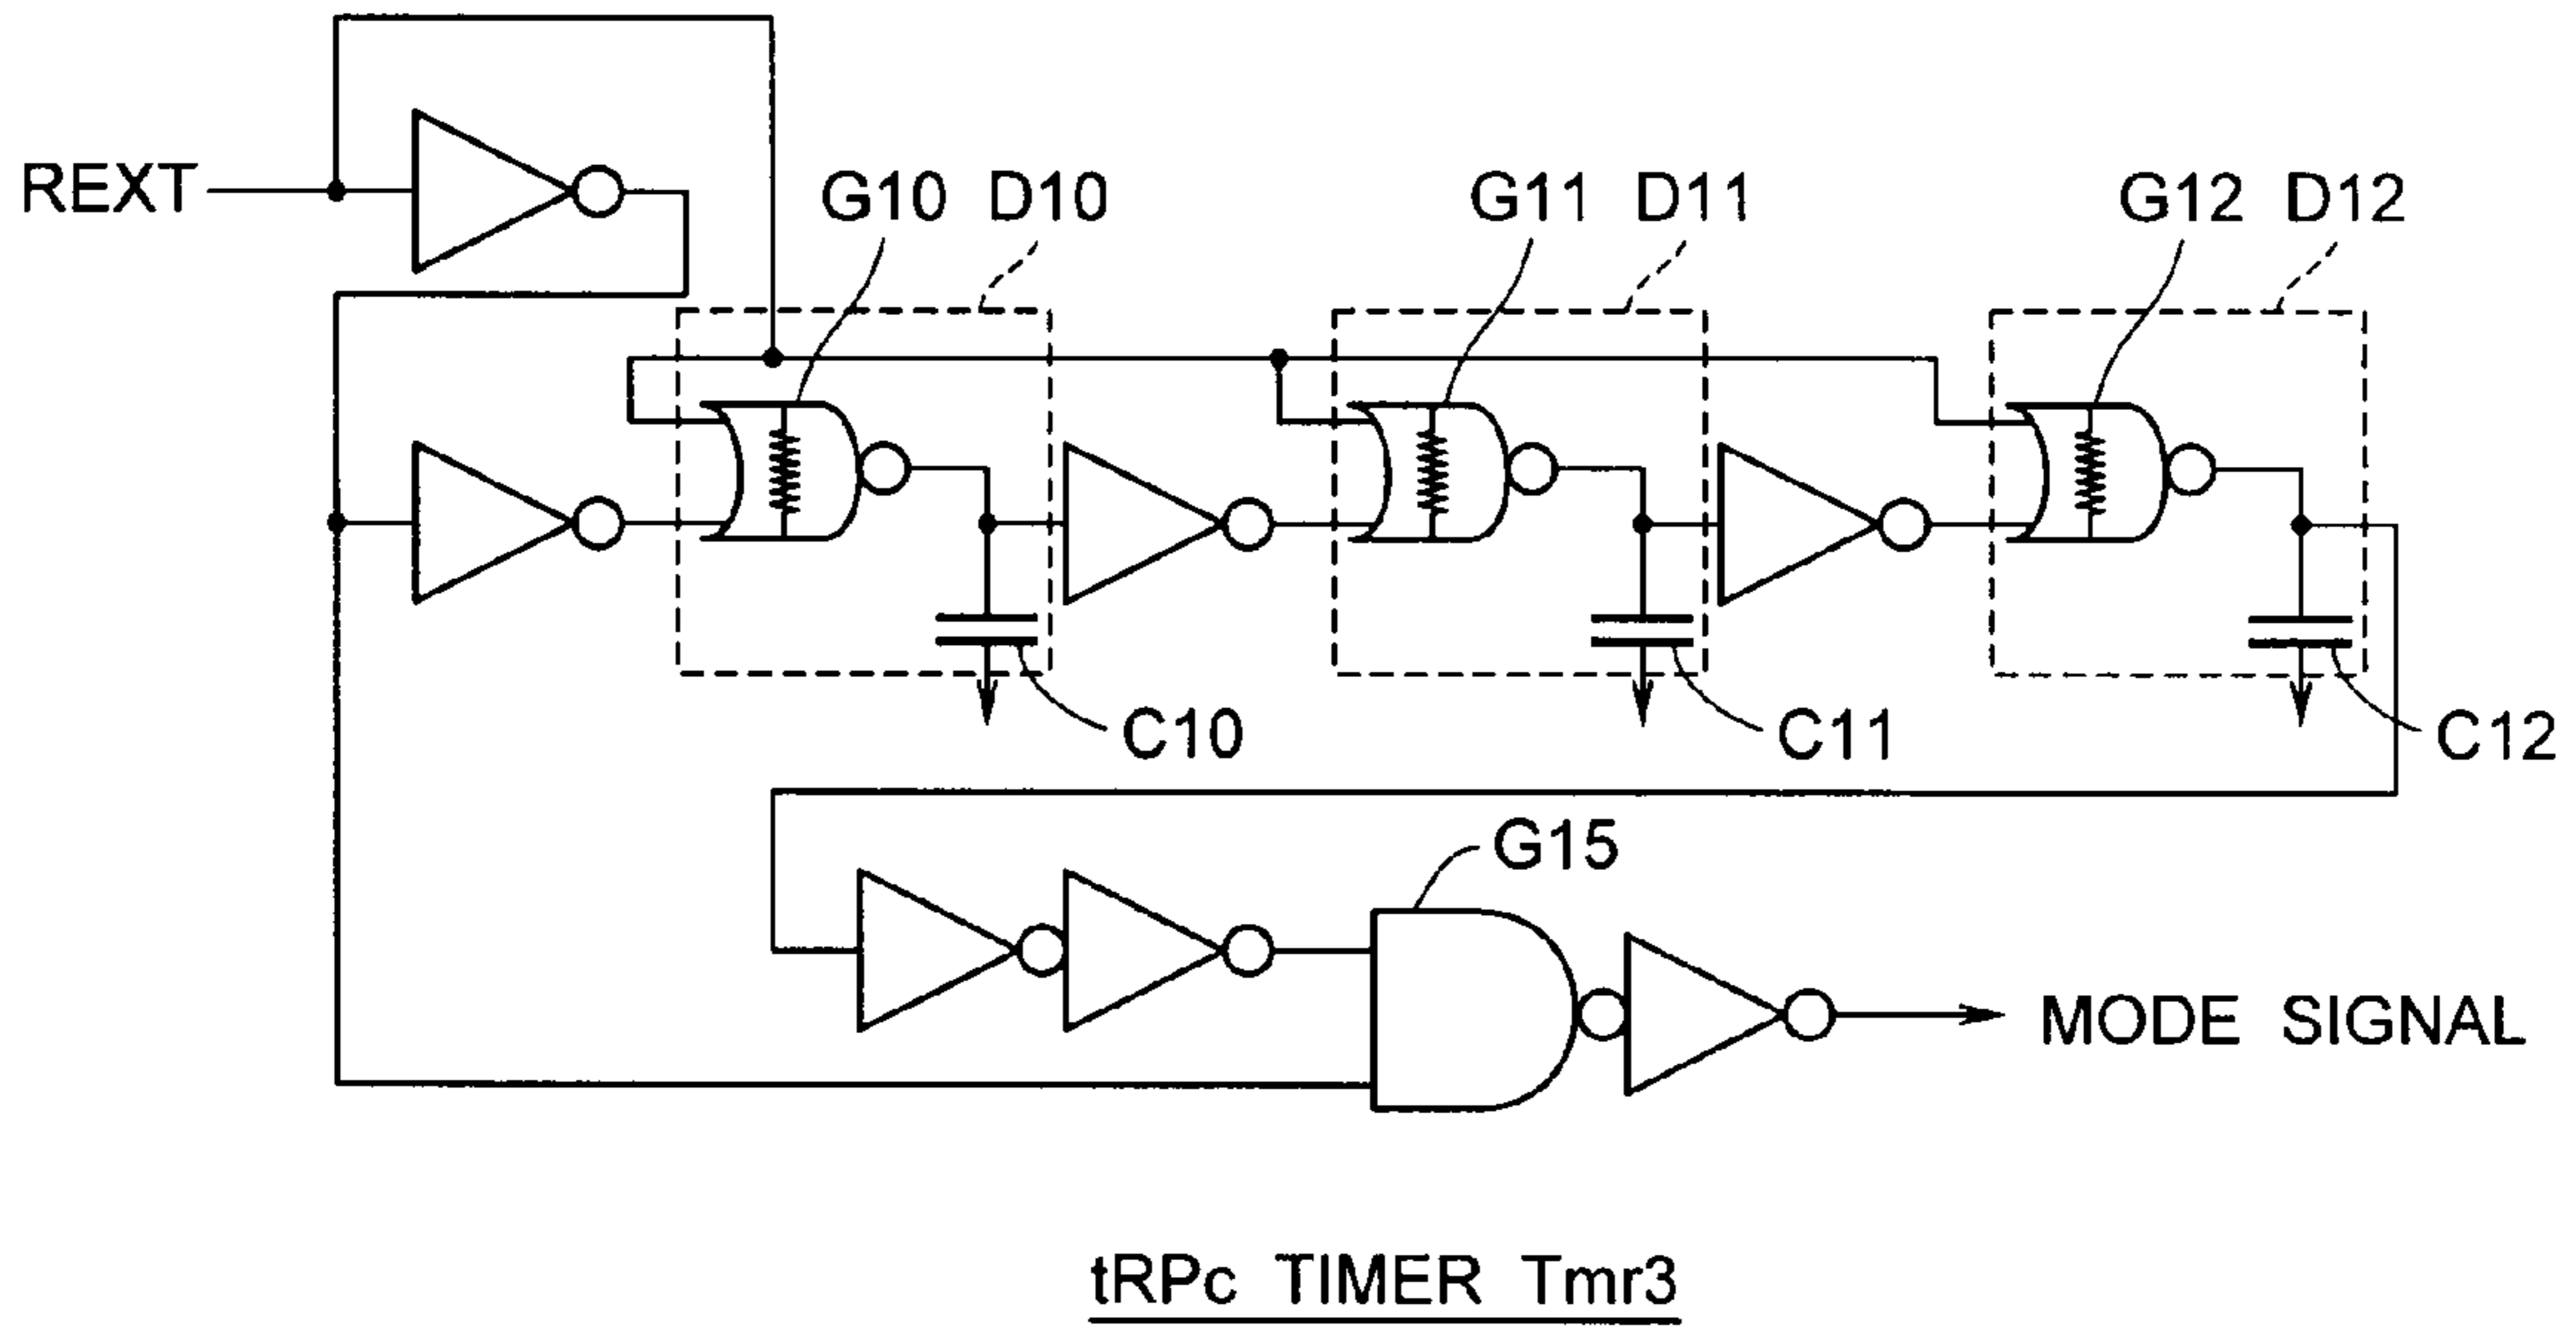 REXT
G10 D10
G11 D11
G12 D12
C10
C11
C12
G15
MODE SIGNAL
tRPc TIMER Tmr3